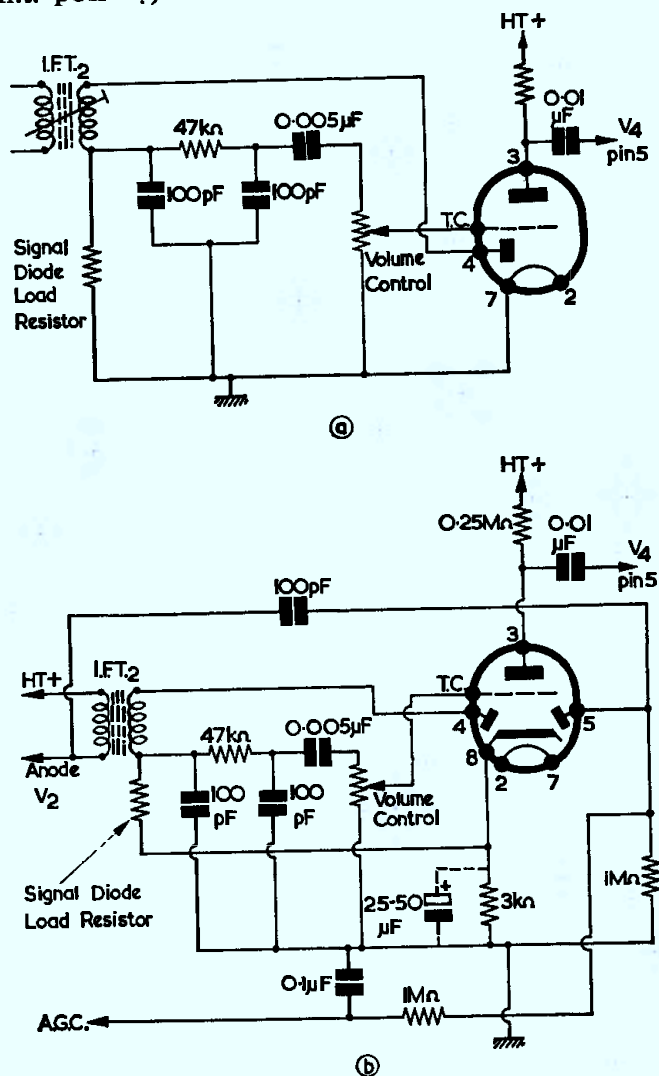 HT+
I.F.T.2
0·01
µF
V4
pin5
0·005µF
47kΩ
3
100pF
100pF
T.C.
4
Signal
Diode
Load
Resistor
Volume
Control
7
2
a
HT+
0·25MΩ
0·01
µF
V4
pin5
100pF
3
HT+
I.F.T.2
T.C.
4
5
0·005µF
47kΩ
8
2
7
Anode
V2
100
pF
100
pF
Volume
Control
Signal Diode
Load Resistor
+
25-50
µF
3kΩ
1MΩ
0·1µF
1MΩ
A.G.C.
b